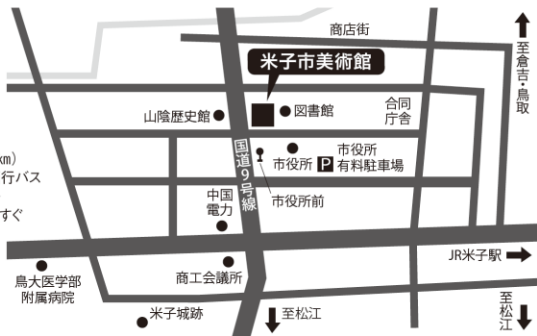 商店街
至倉吉・鳥取
米子市美術館
山陰歴史館
図書館
合同
庁舎
km)
行バス
すぐ
国道9号線
市役所
P
市役所
有料駐車場
市役所前
中国
電力
鳥大医学部
附属病院
商工会議所
JR米子駅
米子城跡
至松江
至松江